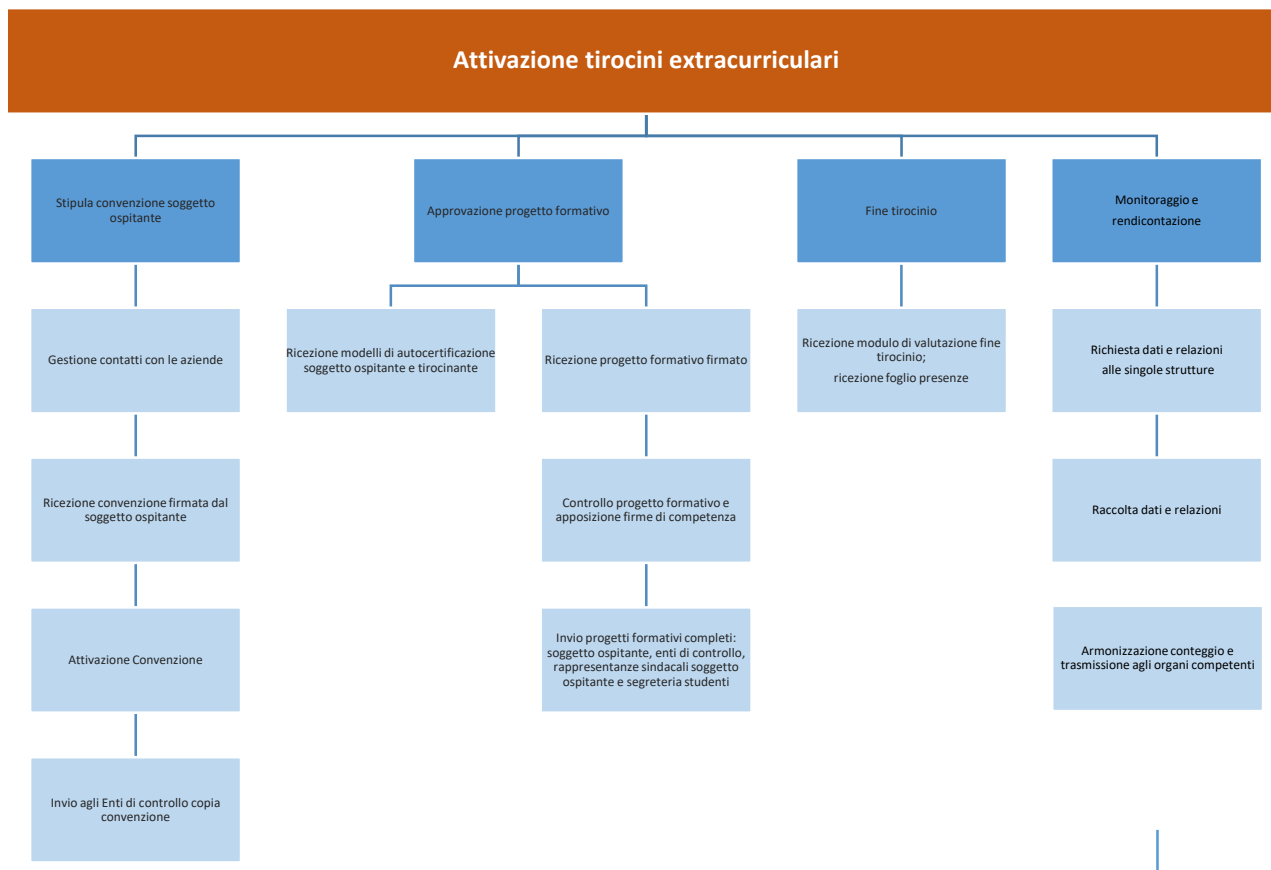 Attivazione tirocini extracurriculari
Stipula convenzione soggetto
ospitante
Approvazione progetto formativo
Fine tirocinio
Monitoraggio e
rendicontazione
Gestione contatti con le aziende
Ricezione modelli di autocertificazione
soggetto ospitante e tirocinante
Ricezione progetto formativo firmato
Ricezione modulo di valutazione fine
tirocinio;
ricezione foglio presenze
Richiesta dati e relazioni
alle singole strutture
Ricezione convenzione firmata dal
soggetto ospitante
Controllo progetto formativo e
apposizione firme di competenza
Raccolta dati e relazioni
Attivazione Convenzione
Invio progetti formativi completi:
soggetto ospitante, enti di controllo,
rappresentanze sindacali soggetto
ospitante e segreteria studenti
Armonizzazione conteggio e
trasmissione agli organi competenti
Invio agli Enti di controllo copia
convenzione